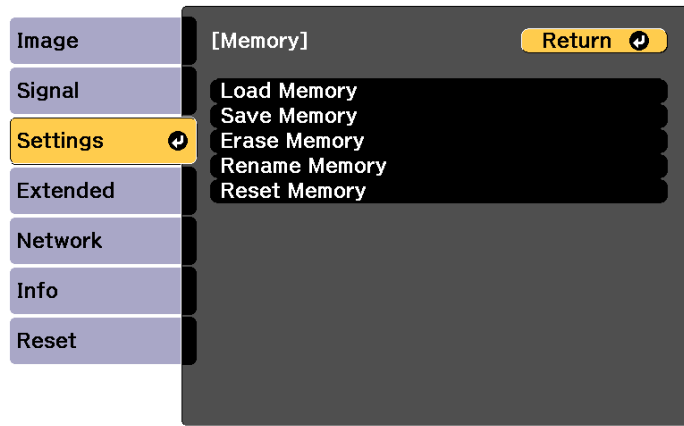 Image
Signal
Settings
Extended
Network
Info
Reset
[Memory]
Return
Load Memory
Save Memory
Erase Memory
Rename Memory
Reset Memory